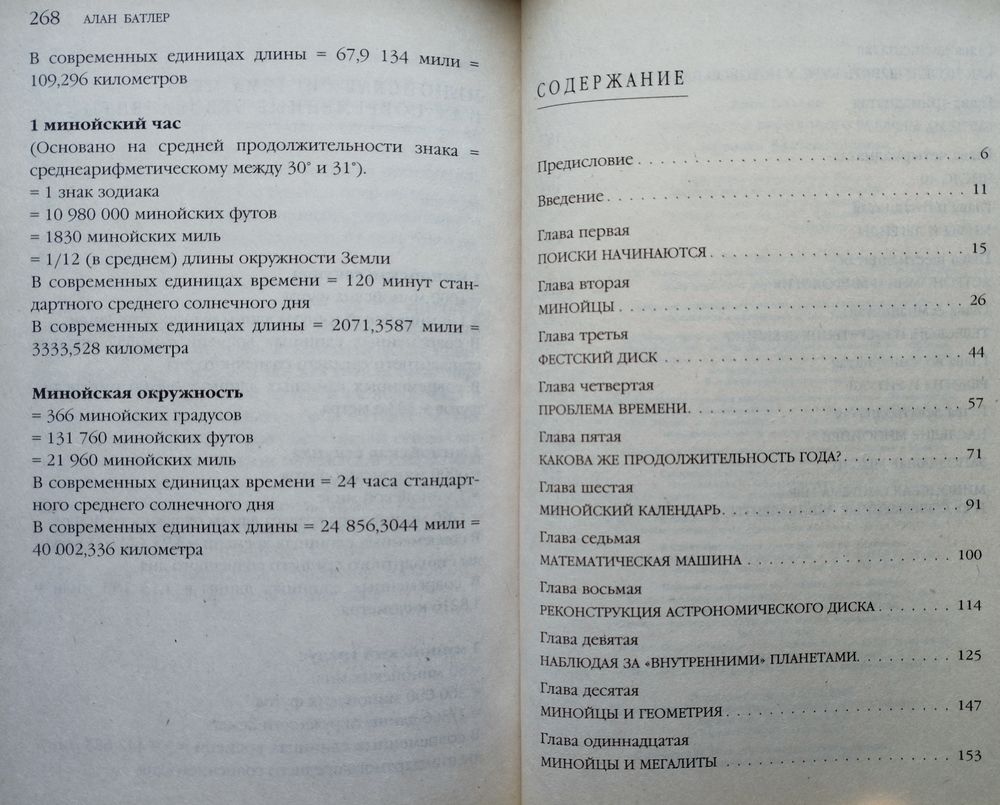 268 АЛАН БАТЛЕР
В современных единицах длины = 67,9 134 мили =
109,296 километров
1 минойский час
(Основано на средней продолжительности знака =
среднеарифметическому между 30° и 31°).
= 1 знак зодиака
= 10 980 000 минойских футов
= 1830 минойских миль
= 1/12 (в среднем) длины окружности Земли
В современных единицах времени = 120 минут стан-
дартного среднего солнечного дня
В современных единицах длины = 2071,3587 мили =
3333,528 километра
Минойская окружность
= 366 минойских градусов
= 131 760 минойских футов
= 21 960 минойских миль
В современных единицах времени = 24 часа стандарт-
ного среднего солнечного дня
В современных единицах длины = 24 856,3044 мили =
40 002,336 километра
СОДЕРЖАНИЕ
Предисловие . . . 6
Введение . . . 11
Глава первая
ПОИСКИ НАЧИНАЮТСЯ . . . 15
Глава вторая
МИНОЙЦЫ . . . 26
Глава третья
ФЕСТСКИЙ ДИСК . . . 44
Глава четвертая
ПРОБЛЕМА ВРЕМЕНИ . . . 57
Глава пятая
КАКОВА ЖЕ ПРОДОЛЖИТЕЛЬНОСТЬ ГОДА? . . . 71
Глава шестая
МИНОЙСКИЙ КАЛЕНДАРЬ . . . 91
Глава седьмая
МАТЕМАТИЧЕСКАЯ МАШИНА . . . 100
Глава восьмая
РЕКОНСТРУКЦИЯ АСТРОНОМИЧЕСКОГО ДИСКА . . . 114
Глава девятая
НАБЛЮДАЯ ЗА «ВНУТРЕННИМИ» ПЛАНЕТАМИ . . . 125
Глава десятая
МИНОЙЦЫ И ГЕОМЕТРИЯ . . . 147
Глава одиннадцатая
МИНОЙЦЫ И МЕГАЛИТЫ . . . 153